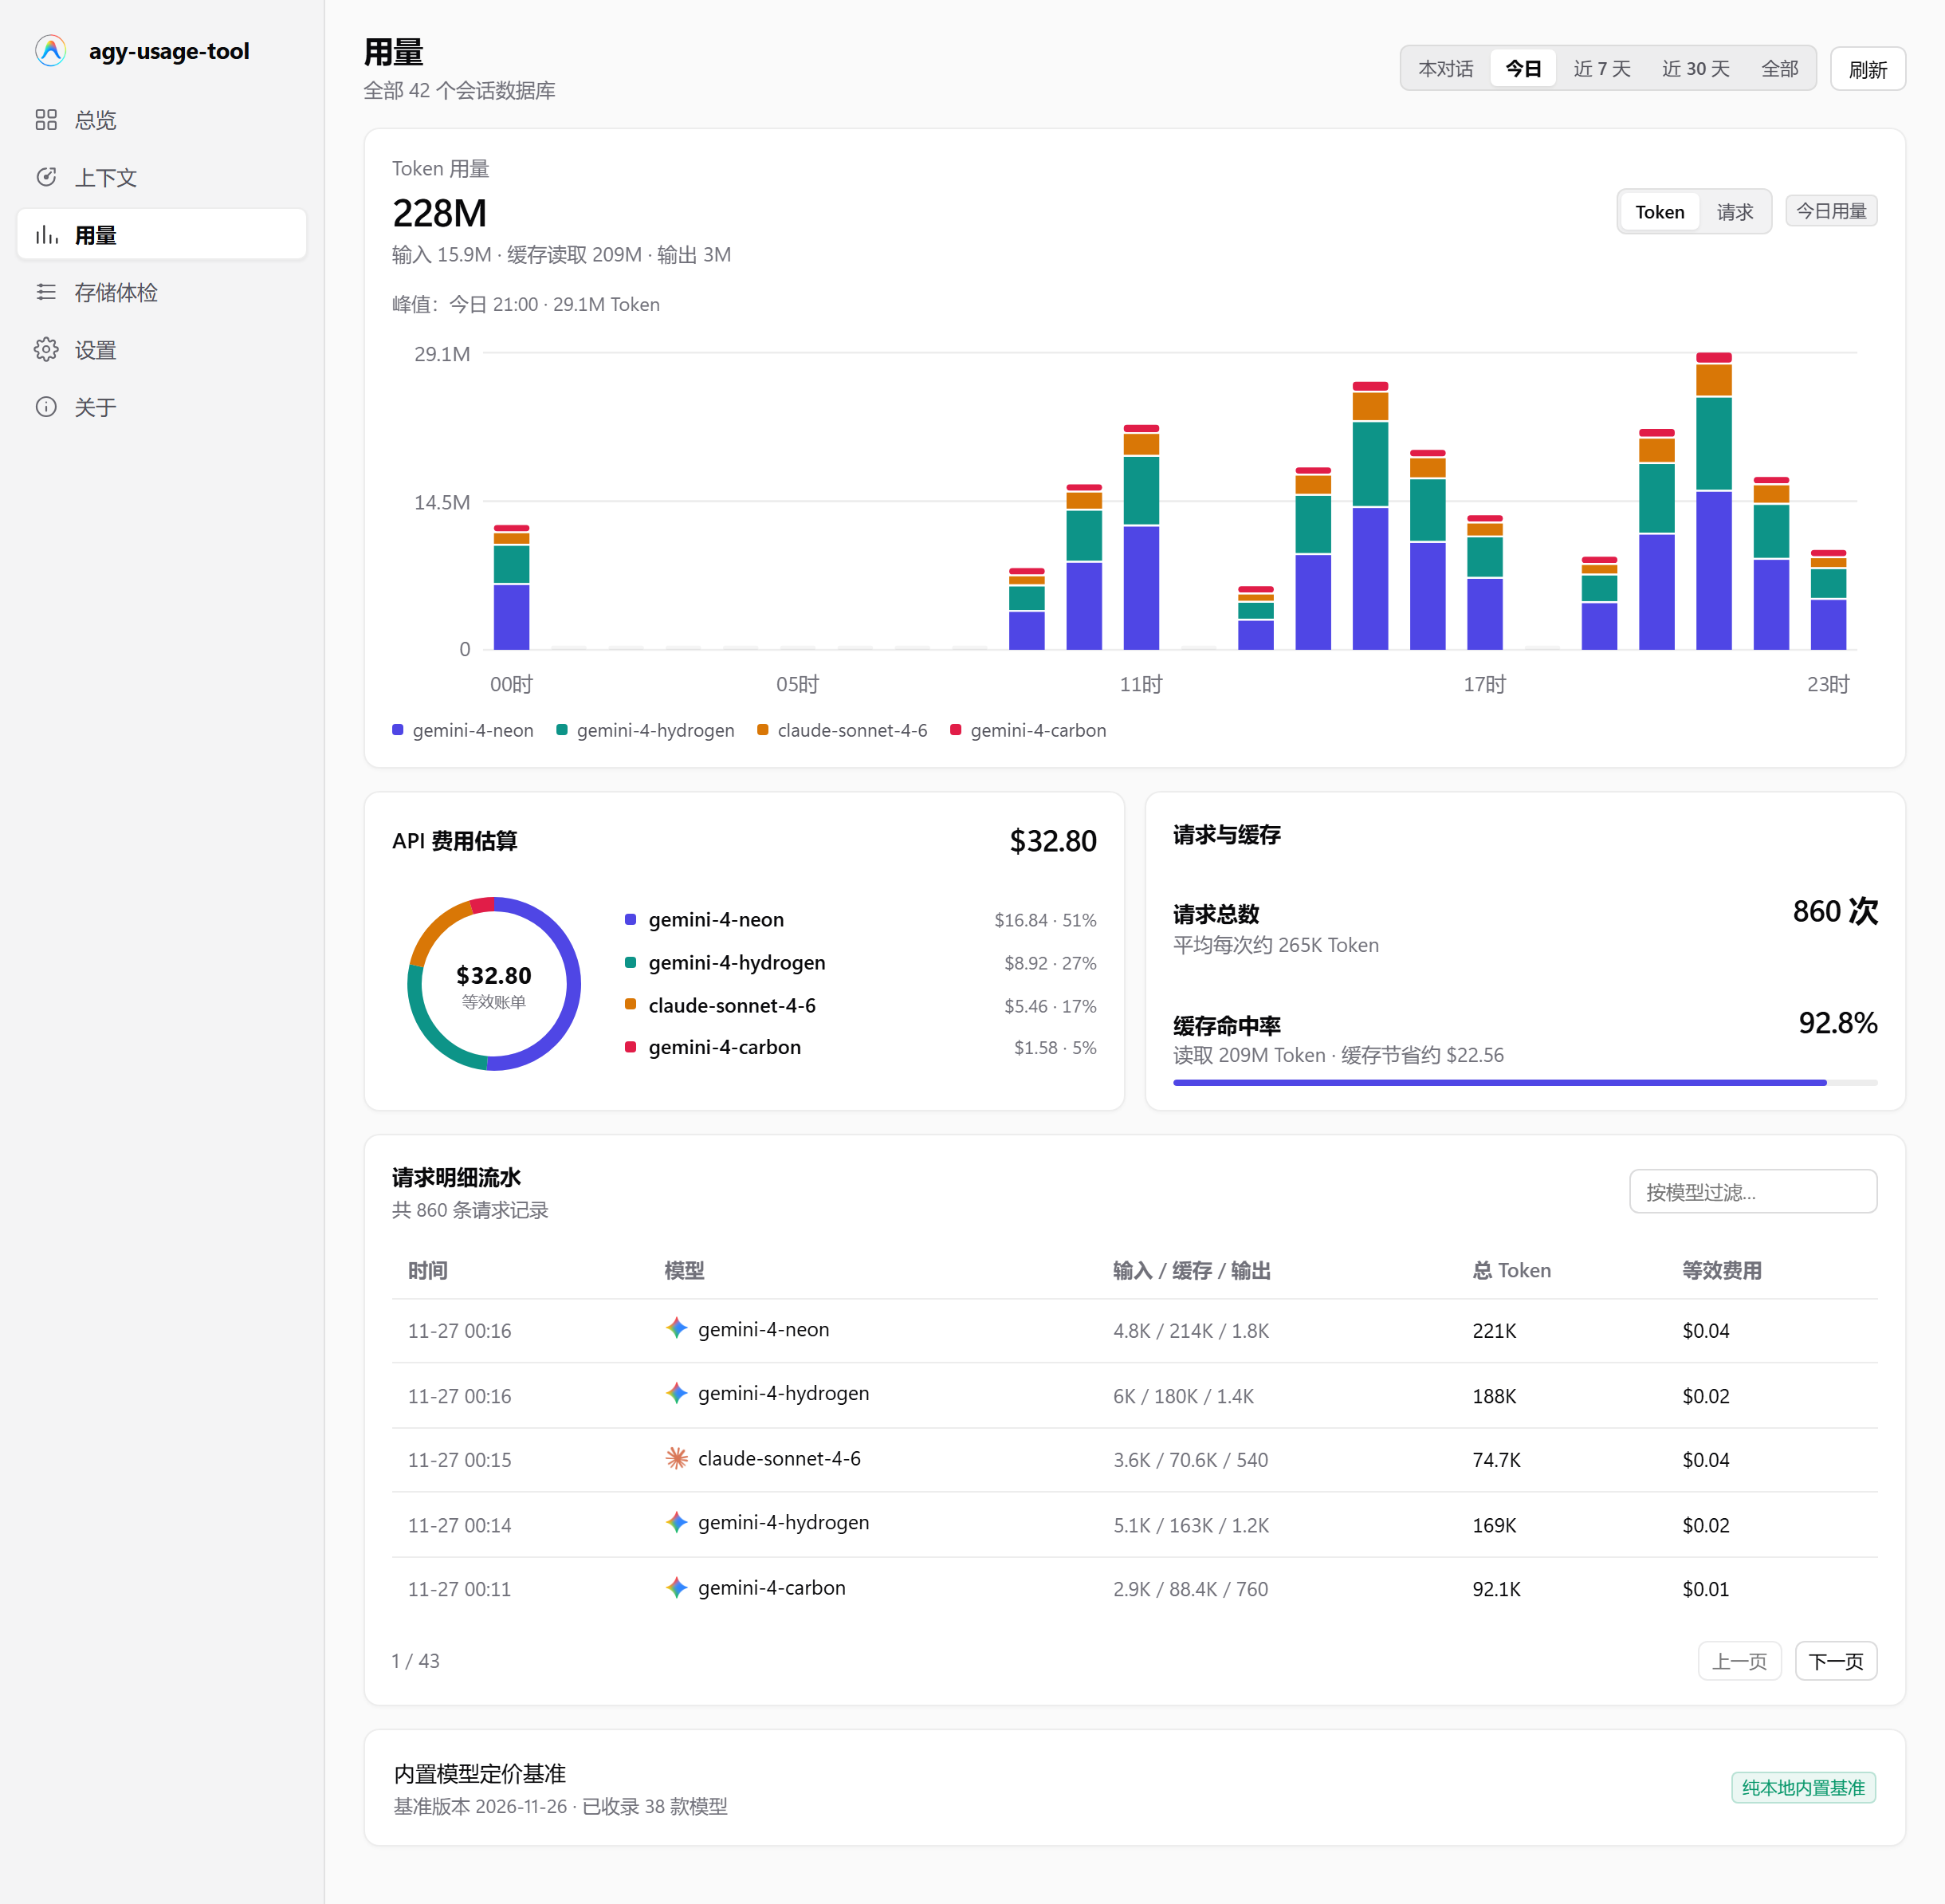 agy-usage-tool
总览
上下文
用量
存储体检
设置
关于
用量
全部 42 个会话数据库
本对话 今日 近 7 天 近 30 天 全部 刷新
Token 用量
228M
输入 15.9M · 缓存读取 209M · 输出 3M
Token 请求 今日用量
峰值：今日 21:00 · 29.1M Token
29.1M
14.5M
0
00时 05时 11时 17时 23时
gemini-4-neon gemini-4-hydrogen claude-sonnet-4-6 gemini-4-carbon
API 费用估算 $32.80
$32.80
等效账单
gemini-4-neon $16.84 · 51%
gemini-4-hydrogen $8.92 · 27%
claude-sonnet-4-6 $5.46 · 17%
gemini-4-carbon $1.58 · 5%
请求与缓存
请求总数 860 次
平均每次约 265K Token
缓存命中率 92.8%
读取 209M Token · 缓存节省约 $22.56
请求明细流水
共 860 条请求记录
按模型过滤...
时间 模型 输入 / 缓存 / 输出 总 Token 等效费用
11-27 00:16 gemini-4-neon 4.8K / 214K / 1.8K 221K $0.04
11-27 00:16 gemini-4-hydrogen 6K / 180K / 1.4K 188K $0.02
11-27 00:15 claude-sonnet-4-6 3.6K / 70.6K / 540 74.7K $0.04
11-27 00:14 gemini-4-hydrogen 5.1K / 163K / 1.2K 169K $0.02
11-27 00:11 gemini-4-carbon 2.9K / 88.4K / 760 92.1K $0.01
1 / 43 上一页 下一页
内置模型定价基准
基准版本 2026-11-26 · 已收录 38 款模型
纯本地内置基准